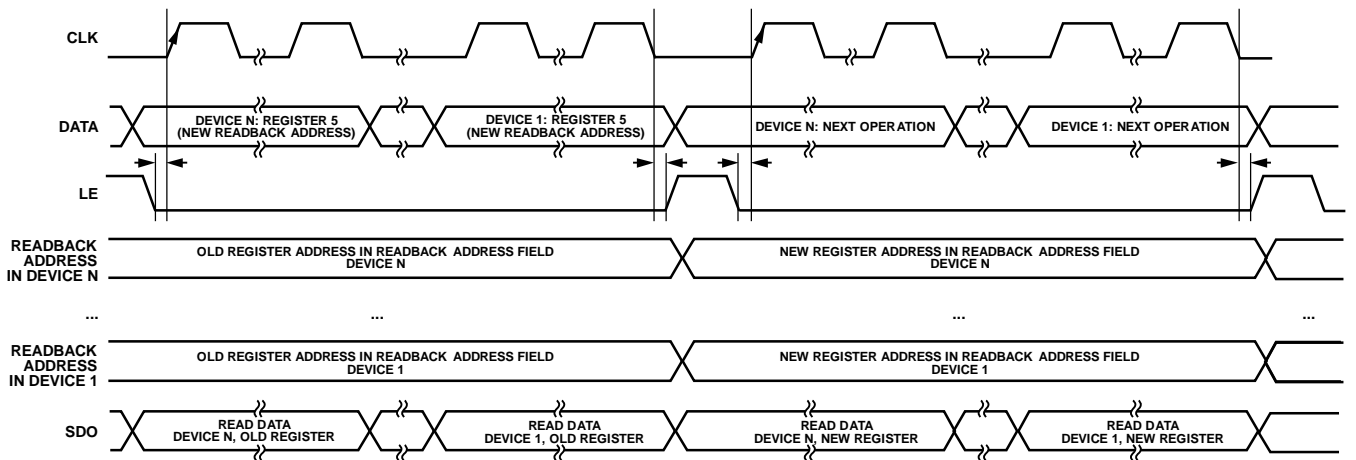 CLK
DATA
DEVICE N: REGISTER 5
(NEW READBACK ADDRESS)
DEVICE 1: REGISTER 5
(NEW READBACK ADDRESS)
DEVICE N: NEXT OPERATION
DEVICE 1: NEXT OPERATION
LE
READBACK
ADDRESS
IN DEVICE N
OLD REGISTER ADDRESS IN READBACK ADDRESS FIELD
DEVICE N
NEW REGISTER ADDRESS IN READBACK ADDRESS FIELD
DEVICE N
...
...
...
...
READBACK
ADDRESS
IN DEVICE 1
OLD REGISTER ADDRESS IN READBACK ADDRESS FIELD
DEVICE 1
NEW REGISTER ADDRESS IN READBACK ADDRESS FIELD
DEVICE 1
SDO
READ DATA
DEVICE N, OLD REGISTER
READ DATA
DEVICE 1, OLD REGISTER
READ DATA
DEVICE N, NEW REGISTER
READ DATA
DEVICE 1, NEW REGISTER